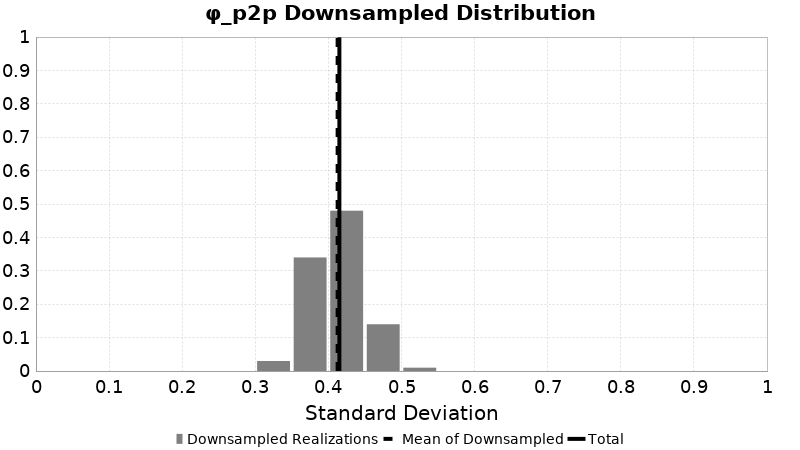 φ_p2p Downsampled Distribution
1
0.9
0.8
0.7
0.6
0.5
0.4
0.3
0.2
0.1
0
0 0.1 0.2 0.3 0.4 0.5 0.6 0.7 0.8 0.9 1
Standard Deviation
Downsampled Realizations Mean of Downsampled Total